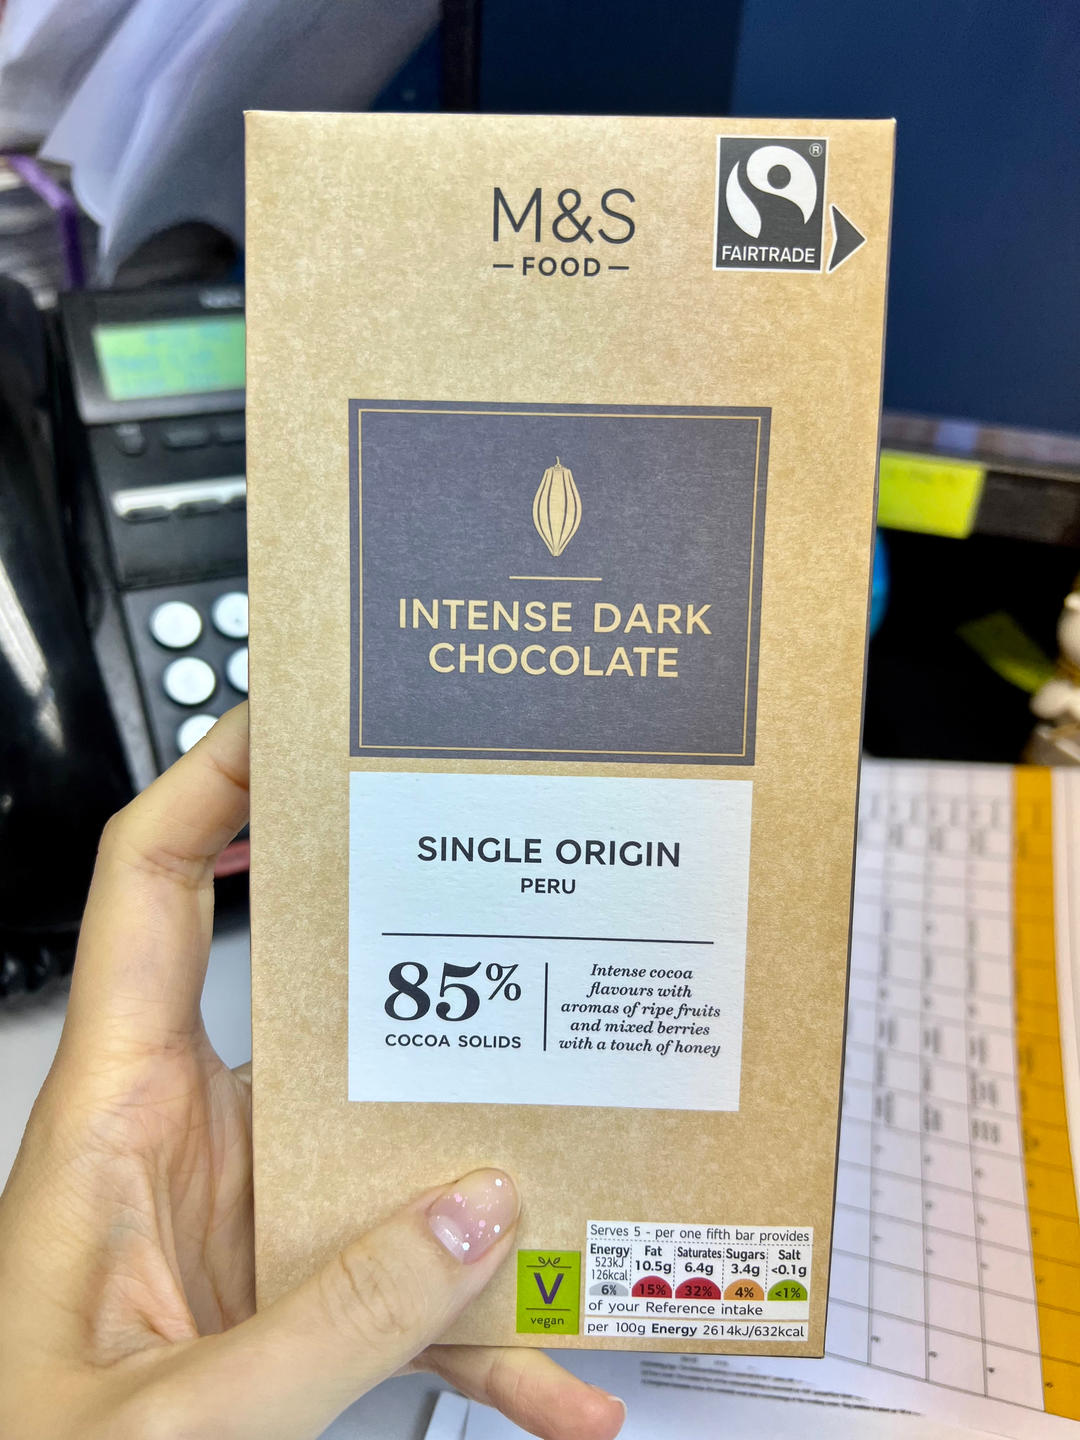 M&S
FOOD
®
FAIRTRADE
INTENSE DARK
CHOCOLATE
SINGLE ORIGIN
PERU
85%
COCOA SOLIDS
Intense cocoa
flavours with
aromas of ripe fruits
and mixed berries
with a touch of honey
V
vegan
Serves 5 - per one fifth bar provides
Energy Fat Saturates Sugars Salt
523kJ 10.5g 6.4g 3.4g <0.1g
126kcal
6% 15% 32% 4% <1%
of your Reference intake
per 100g Energy 2614kJ/632kcal